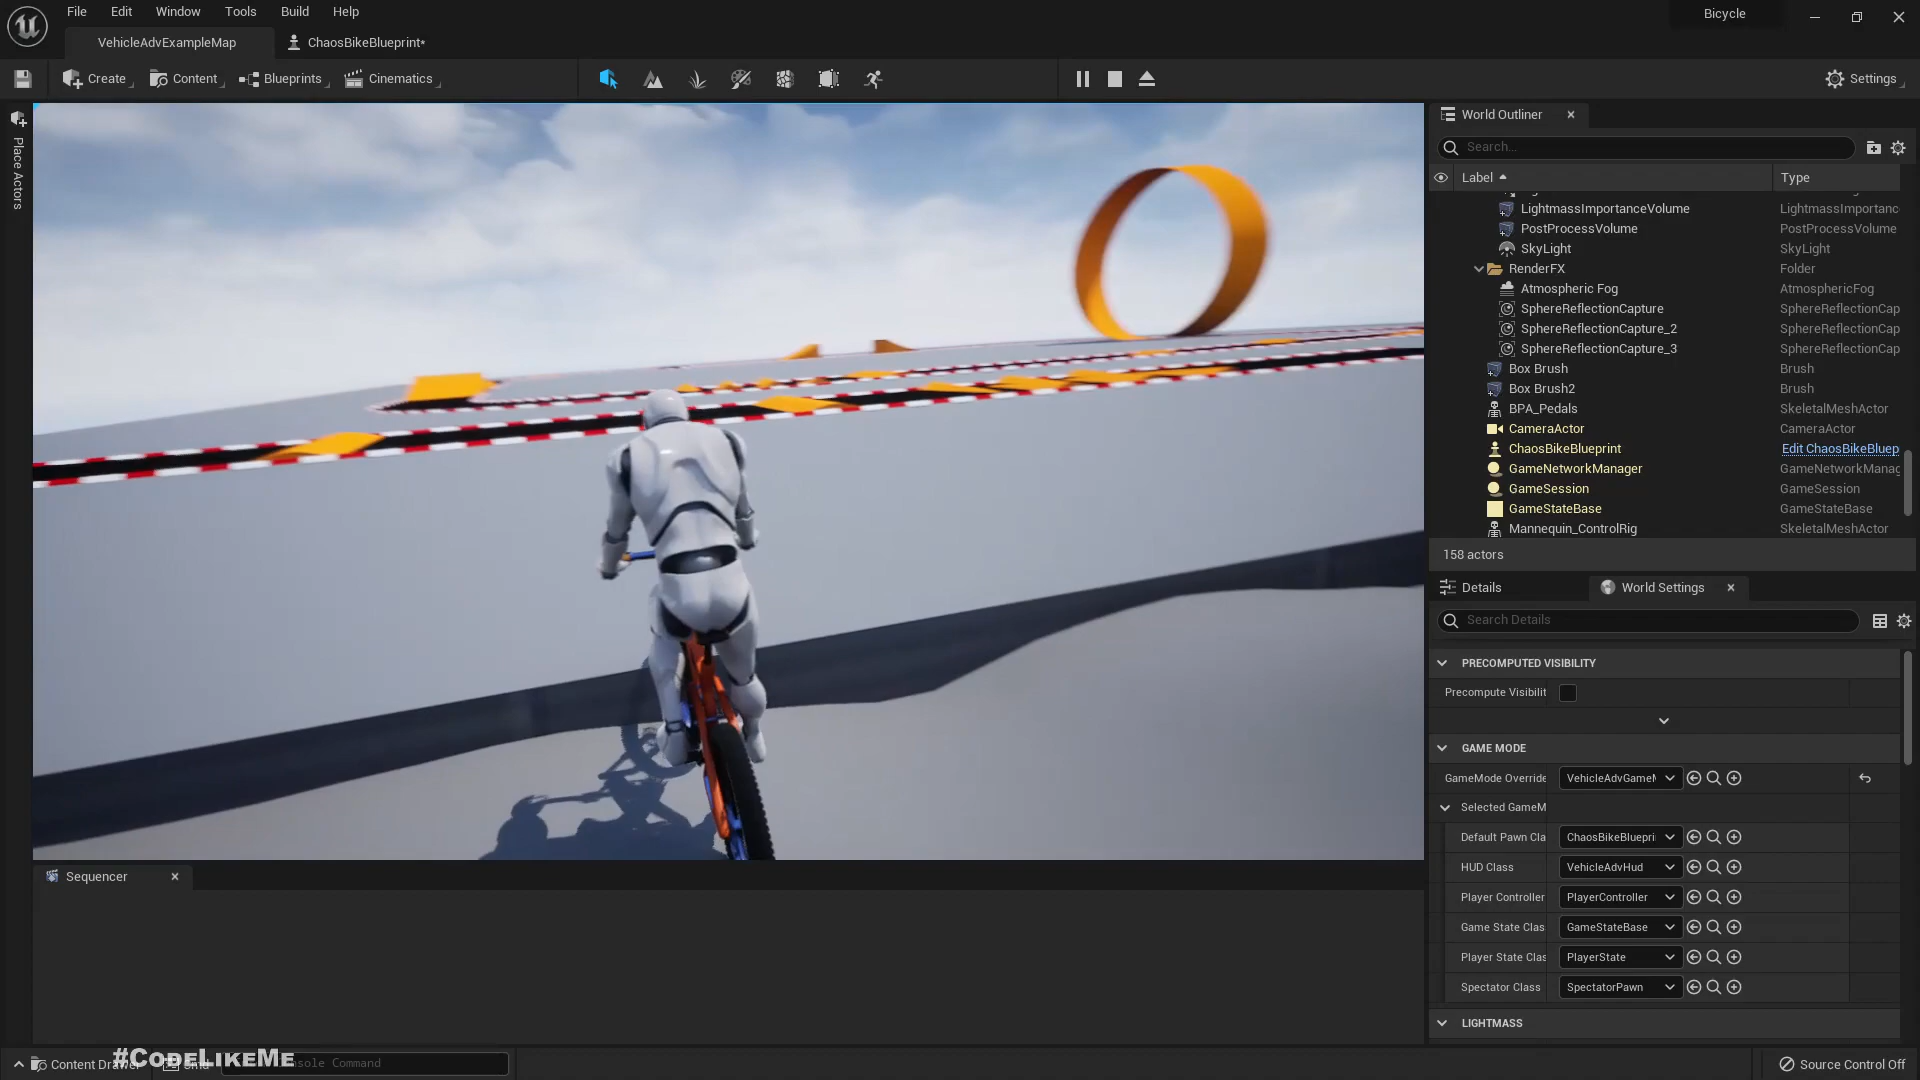 File Edit Window Tools Build Help
Bicycle
VehicleAdvExampleMap
ChaosBikeBlueprint*
Create
Content
Blueprints
Cinematics
Settings
Place Actors
World Outliner
Search...
Label
Type
LightmassImportanceVolume LightmassImportanc
PostProcessVolume PostProcessVolume
SkyLight SkyLight
RenderFX Folder
Atmospheric Fog AtmosphericFog
SphereReflectionCapture SphereReflectionCap
SphereReflectionCapture_2 SphereReflectionCap
SphereReflectionCapture_3 SphereReflectionCap
Box Brush Brush
Box Brush2 Brush
BPA_Pedals SkeletalMeshActor
CameraActor CameraActor
ChaosBikeBlueprint Edit ChaosBikeBluep
GameNetworkManager GameNetworkManag
GameSession GameSession
GameStateBase GameStateBase
Mannequin_ControlRig SkeletalMeshActor
158 actors
Details
World Settings
Search Details
PRECOMPUTED VISIBILITY
Precompute Visibilit
GAME MODE
GameMode Override VehicleAdvGameM
Selected GameM
Default Pawn Cla ChaosBikeBluepri
HUD Class VehicleAdvHud
Player Controller PlayerController
Game State Clas GameStateBase
Player State Clas PlayerState
Spectator Class SpectatorPawn
LIGHTMASS
Sequencer
Content Drawer
#CodeLikeMe
Cmd
nsole Command
Source Control Off